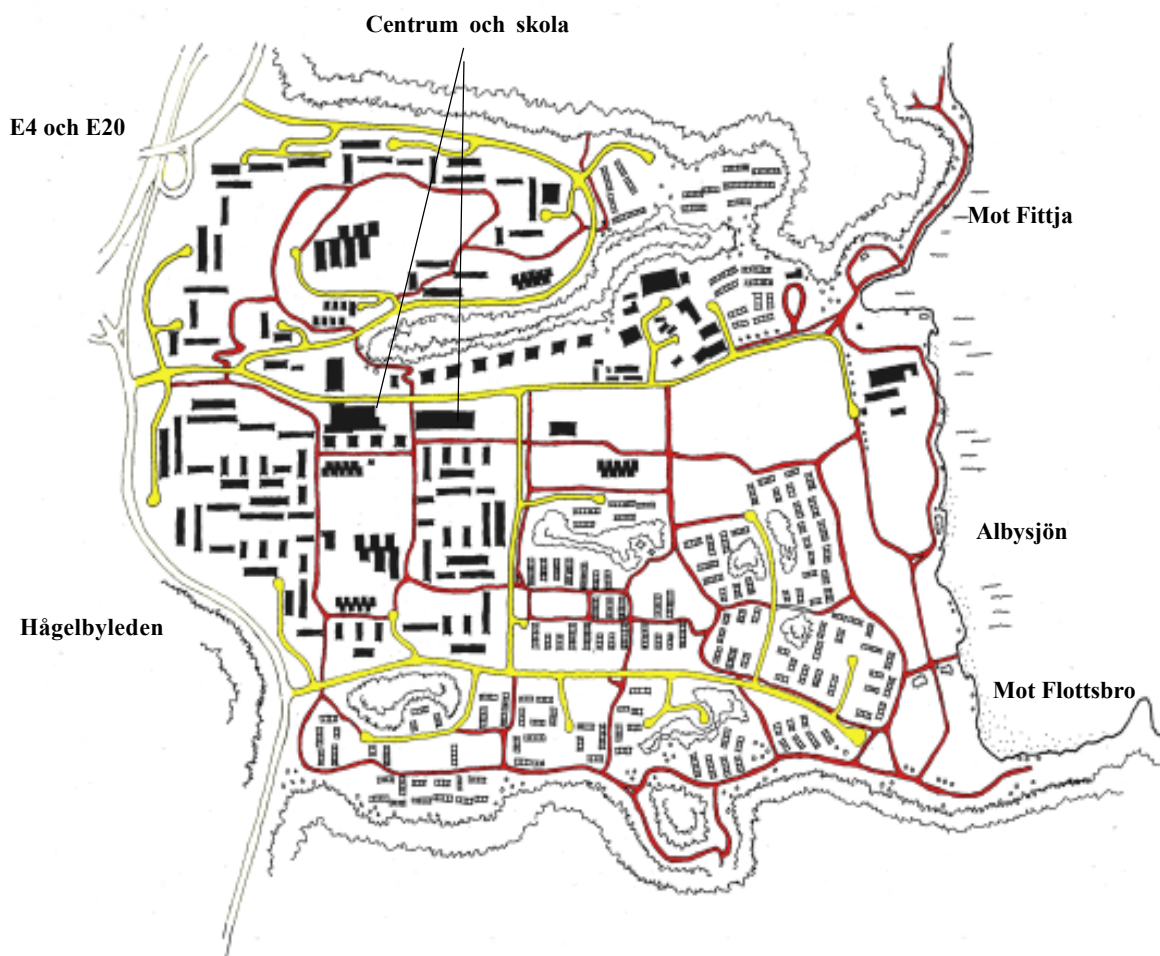 Centrum och skola
E4 och E20
Mot Fittja
Albysjön
Hågelbyleden
Mot Flottsbro